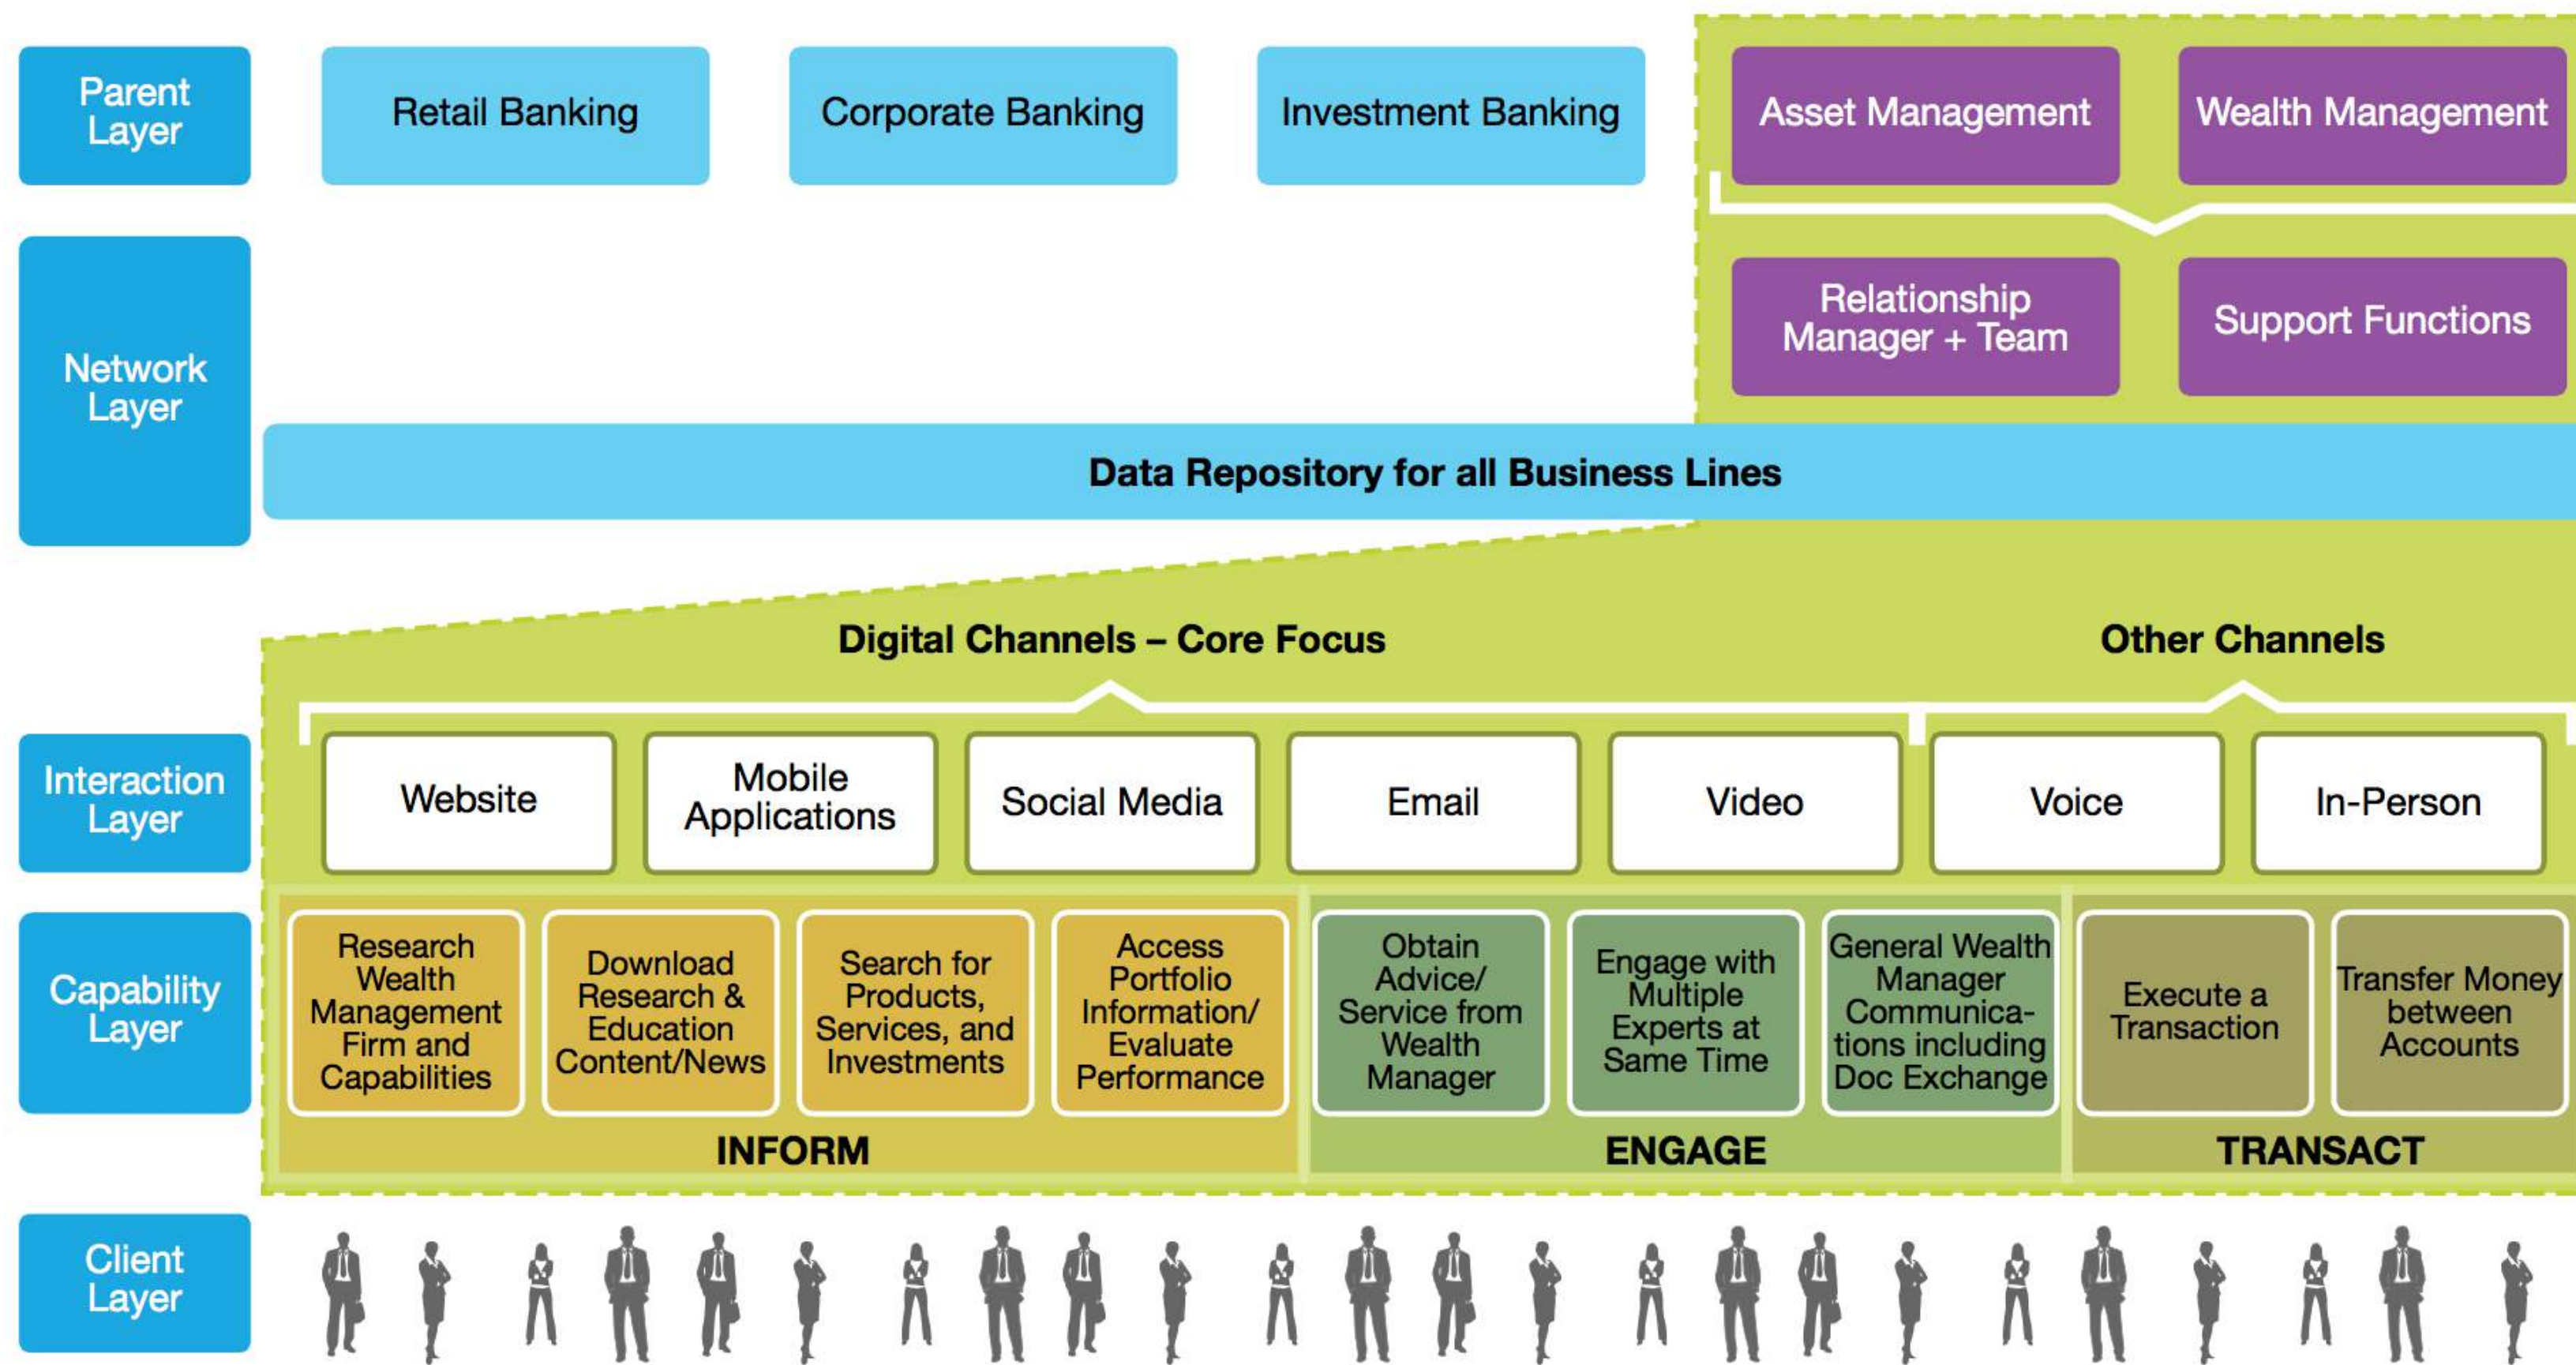 Parent
Layer
Retail Banking
Corporate Banking
Investment Banking
Asset Management
Wealth Management
Network
Layer
Relationship
Manager + Team
Support Functions
Data Repository for all Business Lines
Digital Channels – Core Focus
Other Channels
Interaction
Layer
Website
Mobile
Applications
Social Media
Email
Video
Voice
In-Person
Capability
Layer
Research
Wealth
Management
Firm and
Capabilities
Download
Research &
Education
Content/News
Search for
Products,
Services, and
Investments
Access
Portfolio
Information/
Evaluate
Performance
Obtain
Advice/
Service from
Wealth
Manager
Engage with
Multiple
Experts at
Same Time
General Wealth
Manager
Communica-
tions including
Doc Exchange
Execute a
Transaction
Transfer Money
between
Accounts
INFORM
ENGAGE
TRANSACT
Client
Layer